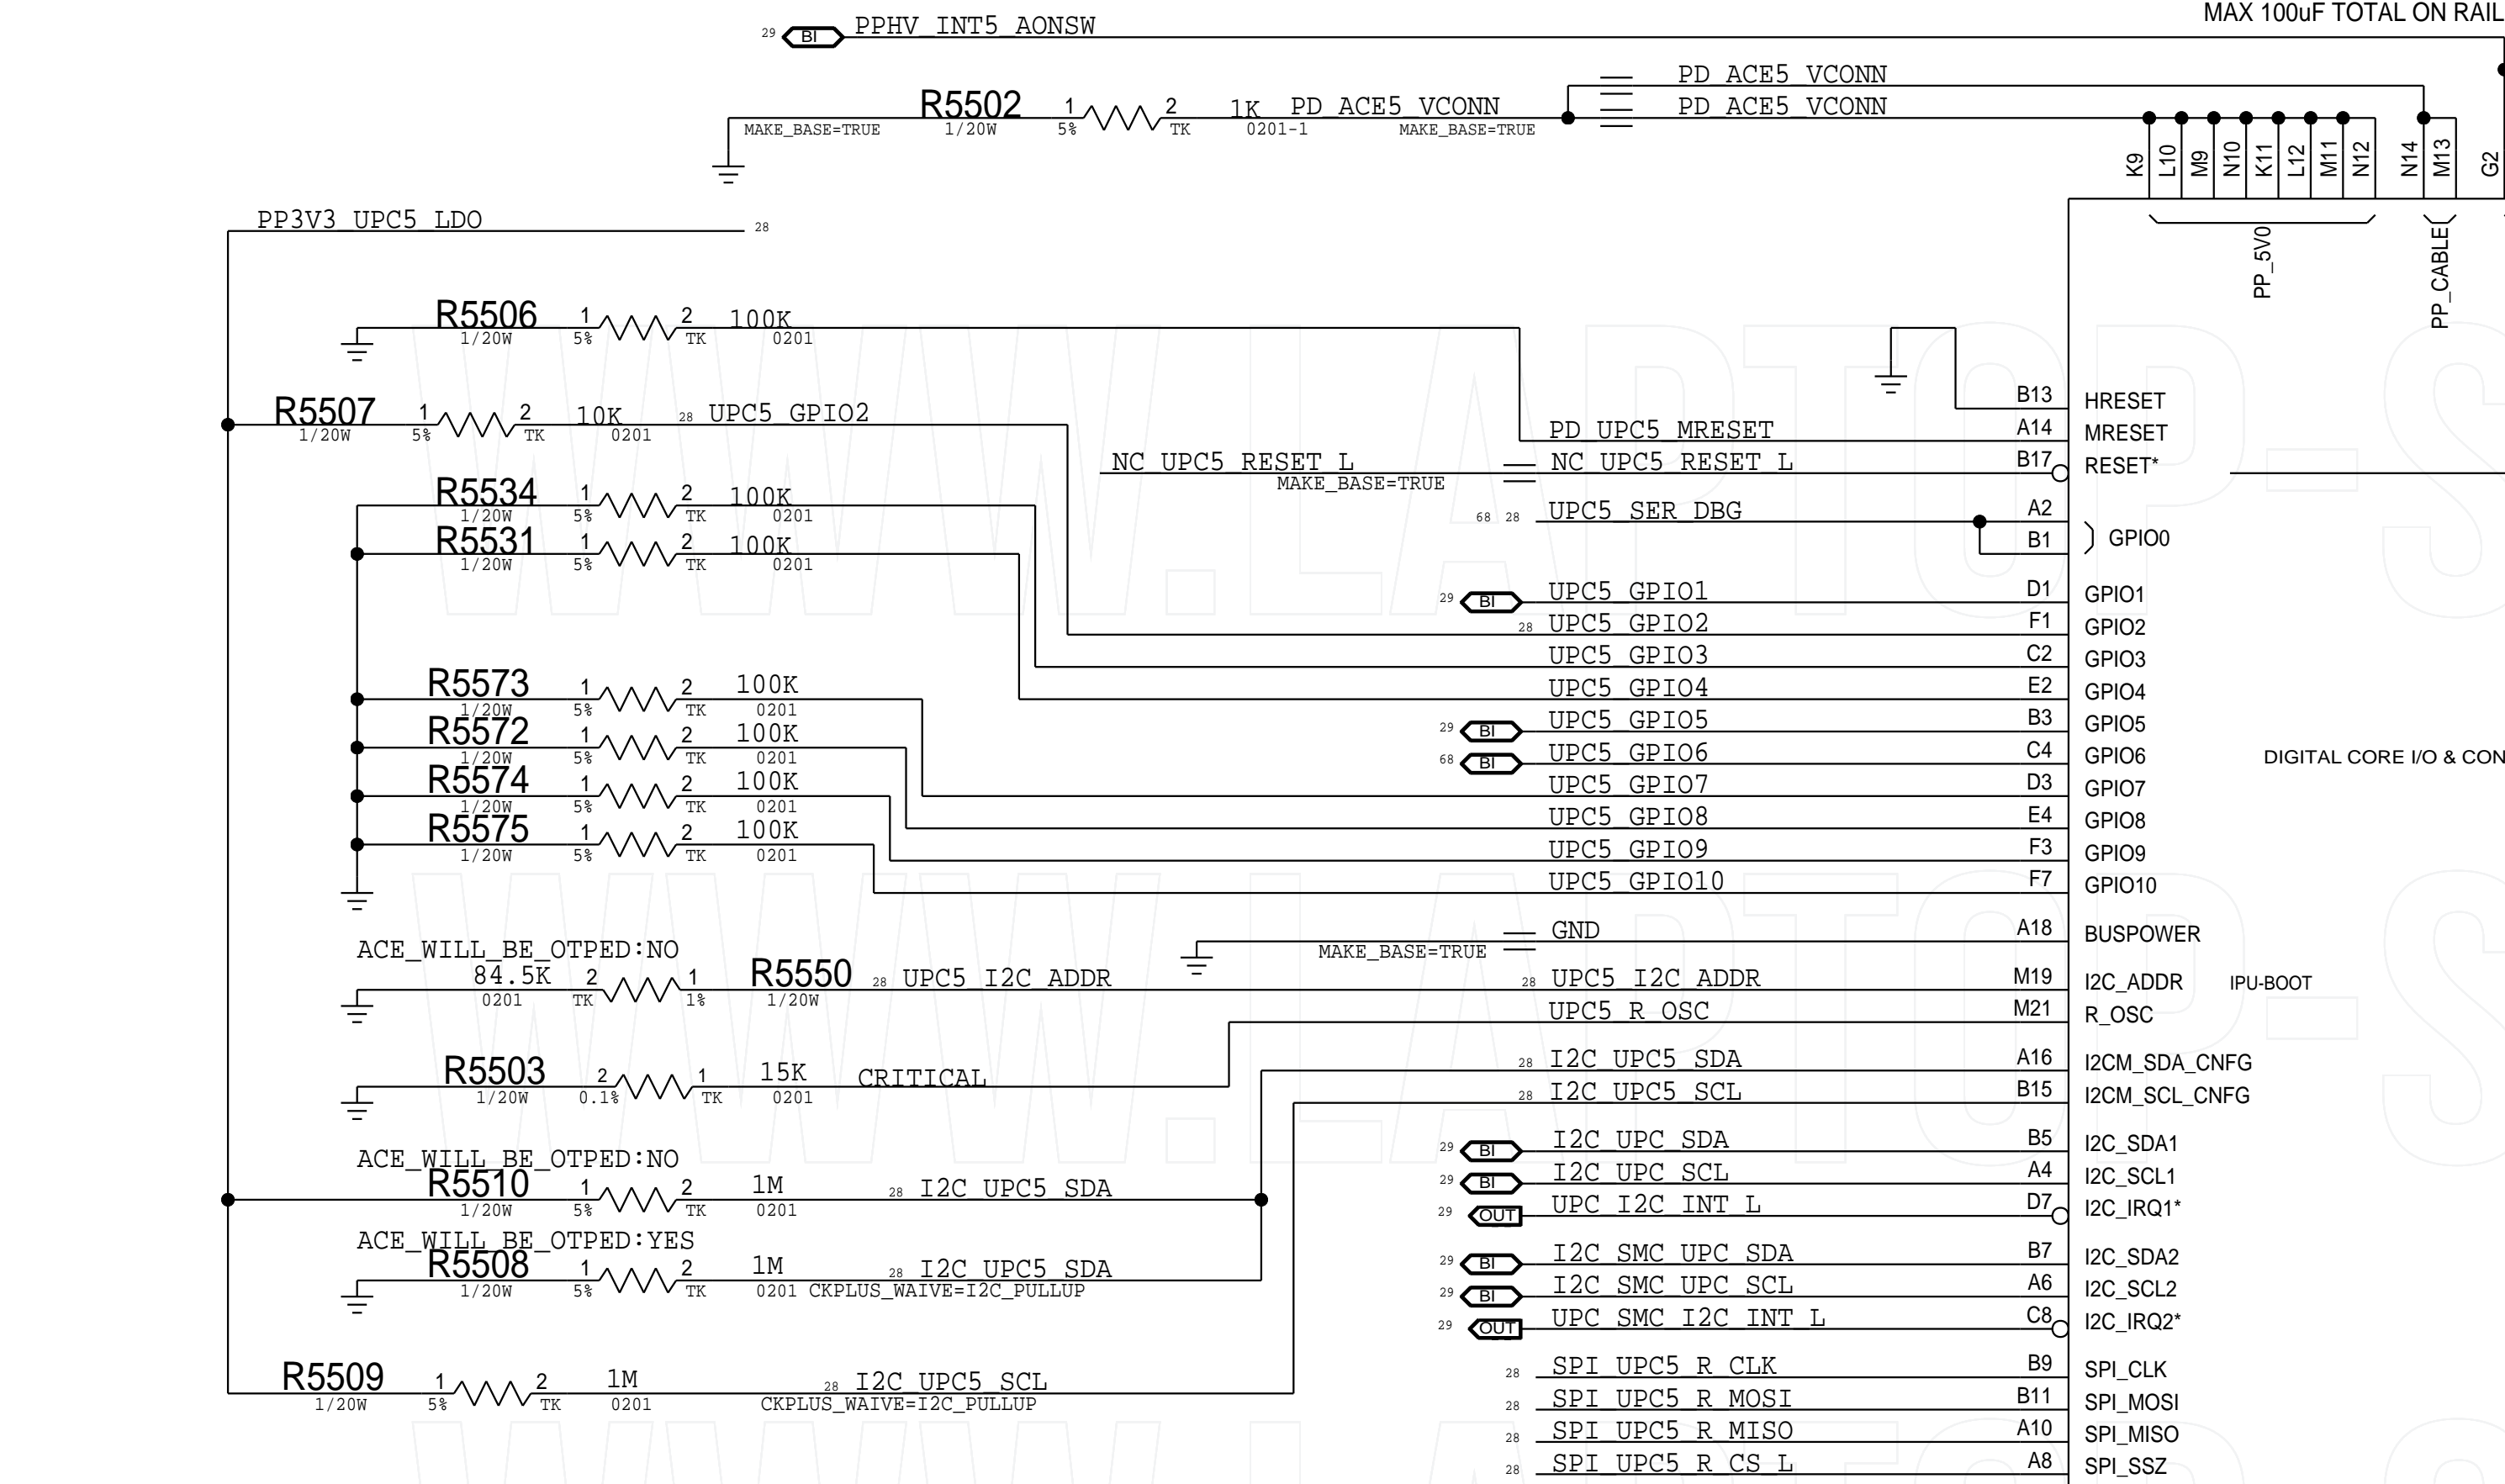 MAX 100uF TOTAL ON RAIL
29 BI PPHV_INT5_AONSW
PD_ACE5_VCONN
R5502 1 2 1K PD_ACE5_VCONN PD_ACE5_VCONN
MAKE_BASE=TRUE 1/20W 5% TK 0201-1 MAKE_BASE=TRUE
K9 L10 M9 N10 K11 L12 M11 N12 N14 M13 G2
PP_5V0 PP_CABLE
PP3V3_UPC5_LDO 28
R5506 1 2 100K
1/20W 5% TK 0201
B13 HRESET
R5507 1 2 10K 28 UPC5_GPIO2
1/20W 5% TK 0201
PD_UPC5_MRESET A14 MRESET
NC_UPC5_RESET_L NC_UPC5_RESET_L B17 RESET*
MAKE_BASE=TRUE
R5534 1 2 100K
1/20W 5% TK 0201
68 28 UPC5_SER_DBG A2
B1 GPIO0
R5531 1 2 100K
1/20W 5% TK 0201
29 BI UPC5_GPIO1 D1 GPIO1
28 UPC5_GPIO2 F1 GPIO2
UPC5_GPIO3 C2 GPIO3
R5573 1 2 100K
1/20W 5% TK 0201
UPC5_GPIO4 E2 GPIO4
29 BI UPC5_GPIO5 B3 GPIO5
R5572 1 2 100K
1/20W 5% TK 0201
68 BI UPC5_GPIO6 C4 GPIO6
DIGITAL CORE I/O & CON
R5574 1 2 100K
1/20W 5% TK 0201
UPC5_GPIO7 D3 GPIO7
UPC5_GPIO8 E4 GPIO8
R5575 1 2 100K
1/20W 5% TK 0201
UPC5_GPIO9 F3 GPIO9
UPC5_GPIO10 F7 GPIO10
GND A18 BUSPOWER
MAKE_BASE=TRUE
ACE_WILL_BE_OTPED:NO
84.5K 2 1 R5550 28 UPC5_I2C_ADDR 28 UPC5_I2C_ADDR M19 I2C_ADDR IPU-BOOT
0201 TK 1% 1/20W
UPC5_R_OSC M21 R_OSC
R5503 2 1 15K CRITICAL
1/20W 0.1% TK 0201
28 I2C_UPC5_SDA A16 I2CM_SDA_CNFG
28 I2C_UPC5_SCL B15 I2CM_SCL_CNFG
29 BI I2C_UPC_SDA B5 I2C_SDA1
ACE_WILL_BE_OTPED:NO
R5510 1 2 1M 28 I2C_UPC5_SDA
1/20W 5% TK 0201
29 BI I2C_UPC_SCL A4 I2C_SCL1
29 OUT UPC_I2C_INT_L D7 I2C_IRQ1*
ACE_WILL_BE_OTPED:YES
R5508 1 2 1M 28 I2C_UPC5_SDA
1/20W 5% TK 0201 CKPLUS_WAIVE=I2C_PULLUP
29 BI I2C_SMC_UPC_SDA B7 I2C_SDA2
29 BI I2C_SMC_UPC_SCL A6 I2C_SCL2
29 OUT UPC_SMC_I2C_INT_L C8 I2C_IRQ2*
R5509 1 2 1M 28 I2C_UPC5_SCL
1/20W 5% TK 0201 CKPLUS_WAIVE=I2C_PULLUP
28 SPI_UPC5_R_CLK B9 SPI_CLK
28 SPI_UPC5_R_MOSI B11 SPI_MOSI
28 SPI_UPC5_R_MISO A10 SPI_MISO
28 SPI_UPC5_R_CS_L A8 SPI_SSZ
WWW.LAPTOP-S
WWW.LAPTOP-S